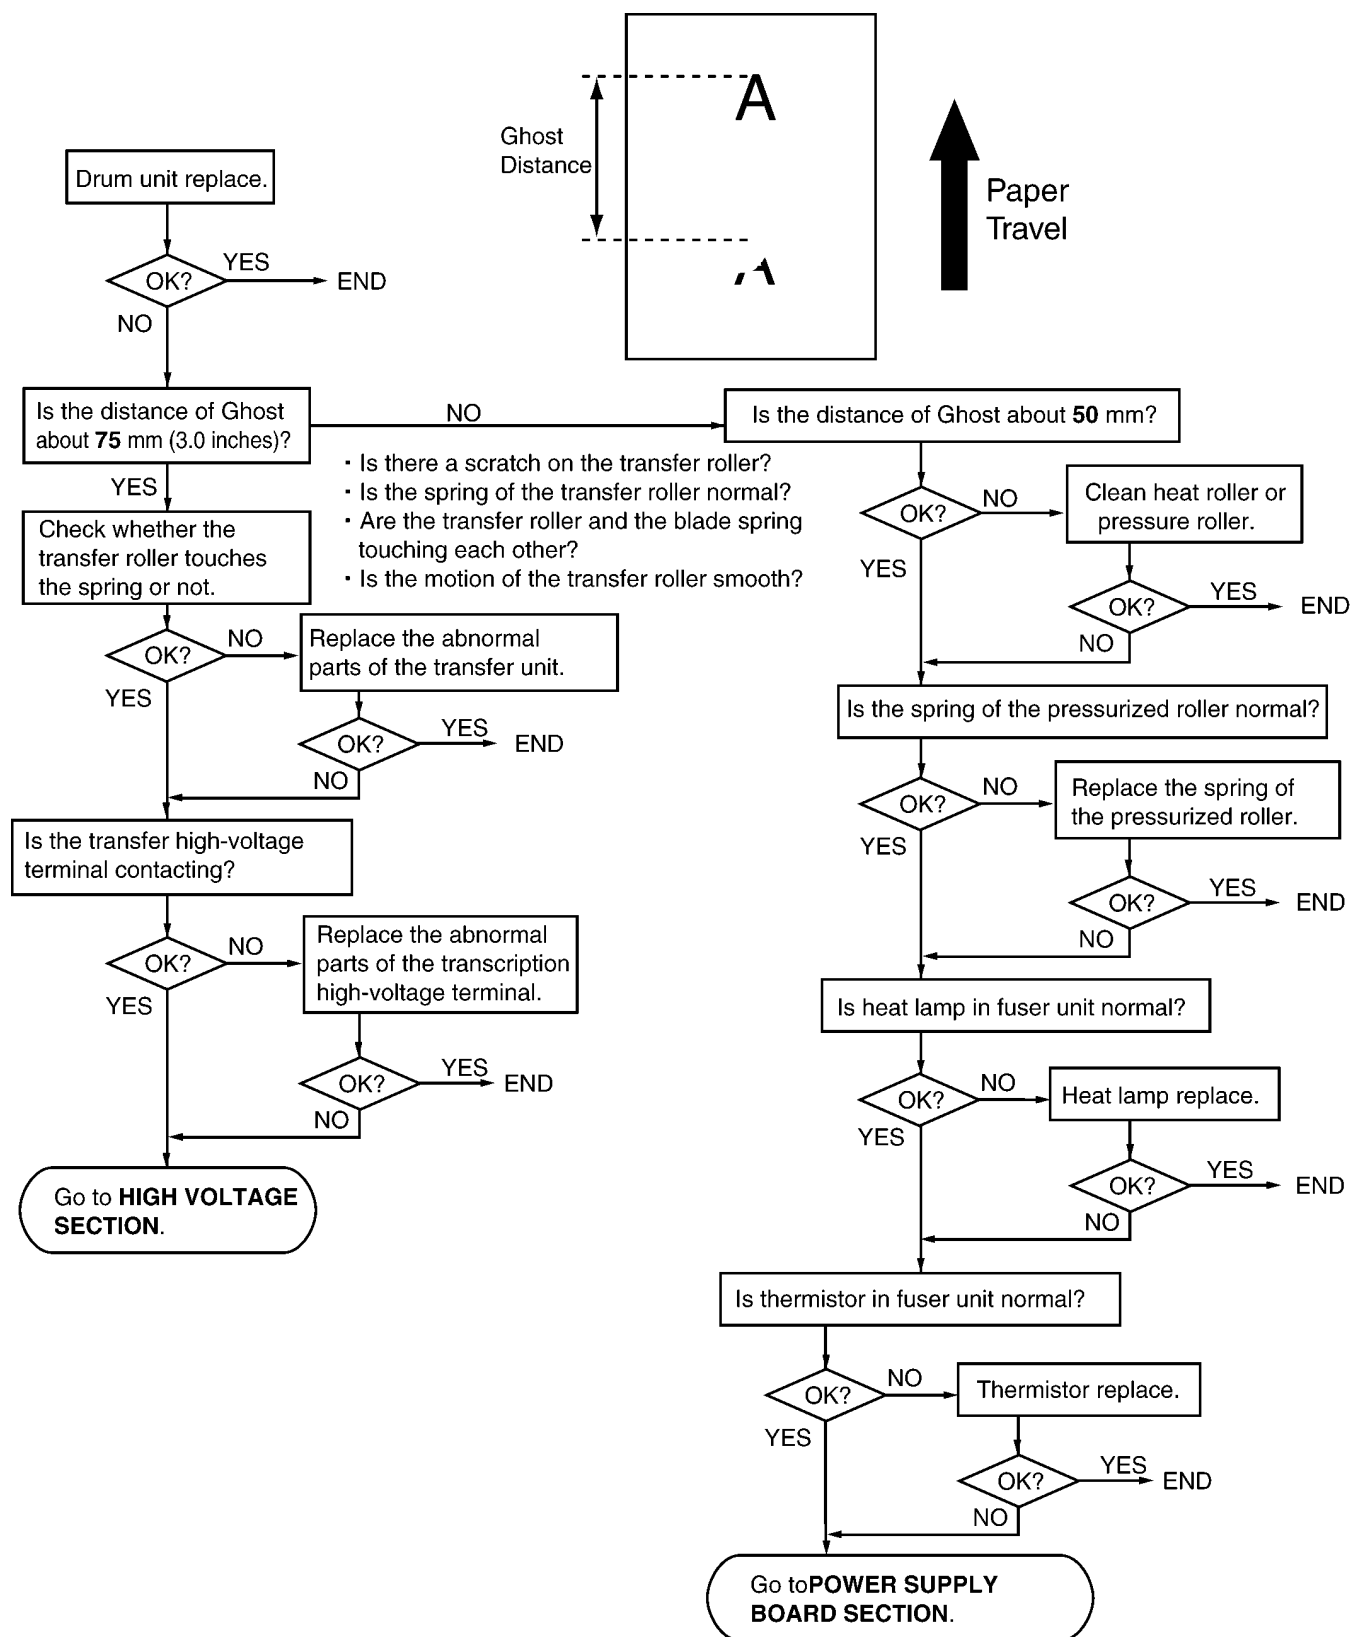 A
Ghost
Distance
Paper
Travel
A
Drum unit replace.
OK?
YES
END
NO
Is the distance of Ghost
about 75 mm (3.0 inches)?
NO
YES
· Is there a scratch on the transfer roller?
· Is the spring of the transfer roller normal?
· Are the transfer roller and the blade spring
touching each other?
· Is the motion of the transfer roller smooth?
Check whether the
transfer roller touches
the spring or not.
OK?
NO
YES
Replace the abnormal
parts of the transfer unit.
OK?
YES
END
NO
Is the transfer high-voltage
terminal contacting?
OK?
NO
YES
Replace the abnormal
parts of the transcription
high-voltage terminal.
OK?
YES
END
NO
Go to HIGH VOLTAGE
SECTION.
Is the distance of Ghost about 50 mm?
OK?
NO
YES
Clean heat roller or
pressure roller.
OK?
YES
END
NO
Is the spring of the pressurized roller normal?
OK?
NO
YES
Replace the spring of
the pressurized roller.
OK?
YES
END
NO
Is heat lamp in fuser unit normal?
OK?
NO
YES
Heat lamp replace.
OK?
YES
END
NO
Is thermistor in fuser unit normal?
OK?
NO
YES
Thermistor replace.
OK?
YES
END
NO
Go toPOWER SUPPLY
BOARD SECTION.